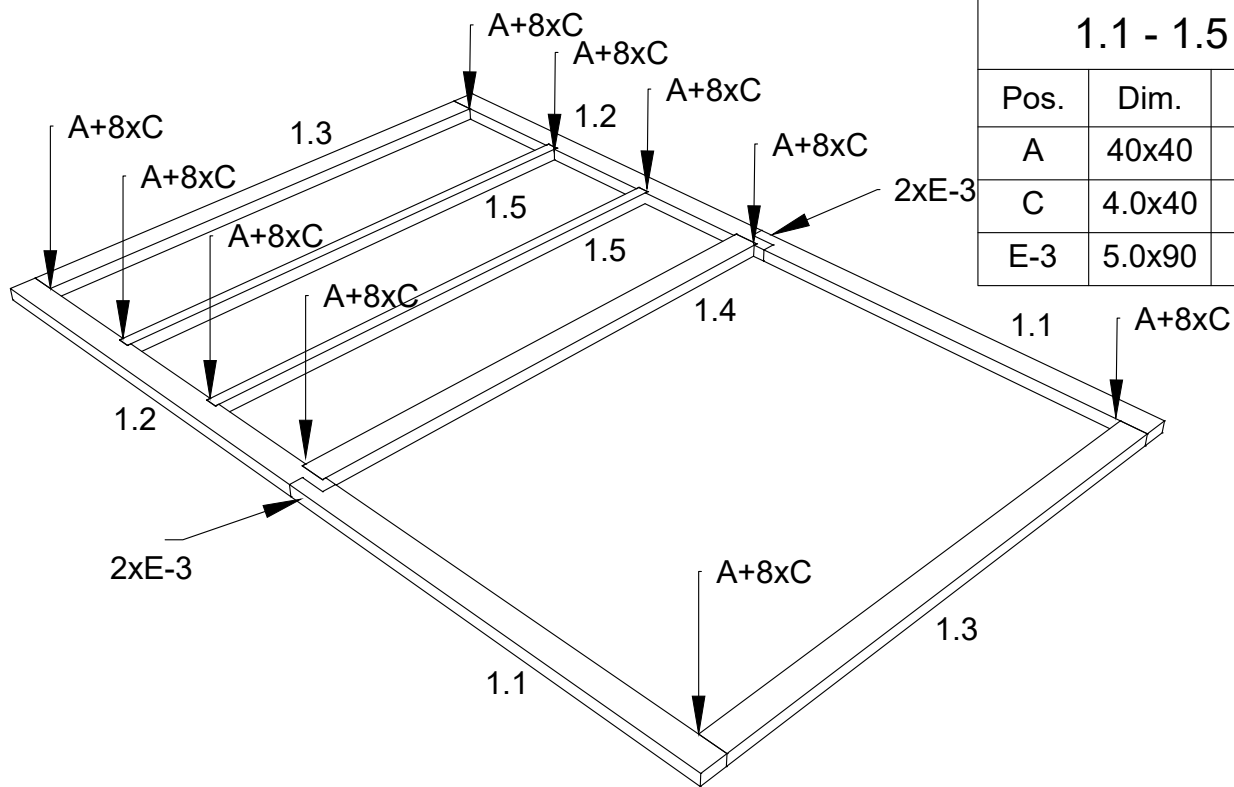 A+8xC
A+8xC
A+8xC
1.2
1.3
A+8xC
A+8xC
A+8xC
2xE-3
1.5
A+8xC
1.5
A+8xC
1.4
1.1
A+8xC
1.2
2xE-3
A+8xC
1.3
1.1
1.1 - 1.5
Pos. Dim.
A 40x40
C 4.0x40
E-3 5.0x90